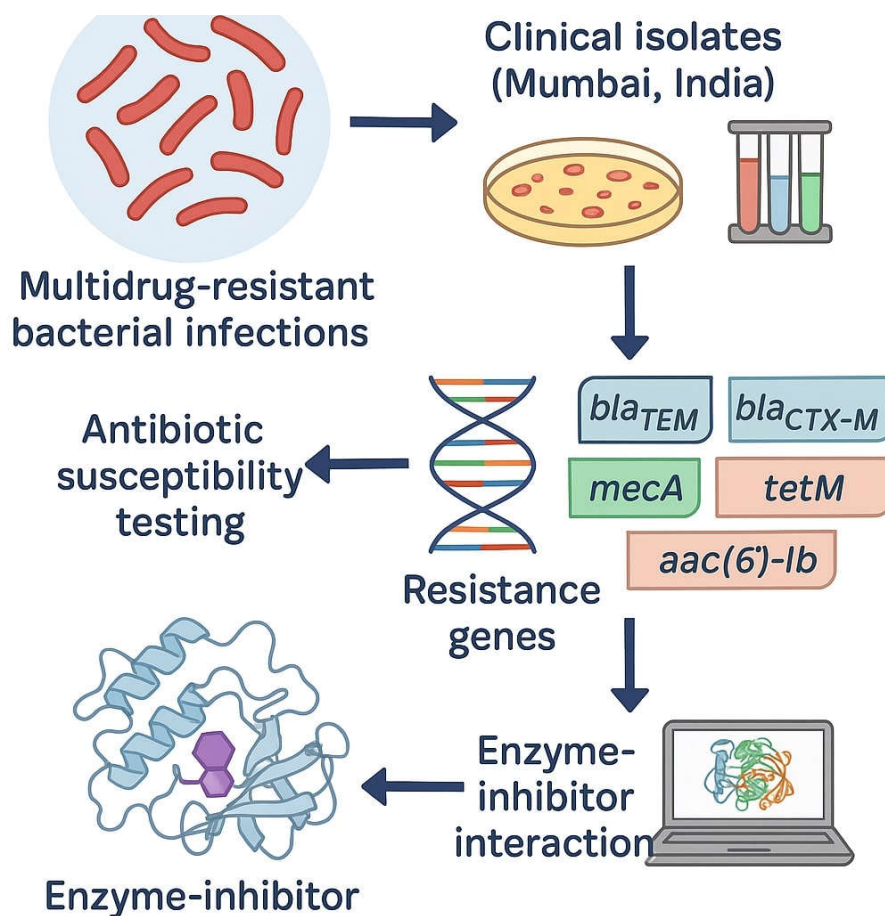 Clinical isolates
(Mumbai, India)
Multidrug-resistant
bacterial infections
Antibiotic
susceptibility
testing
blaTEM
blaCTX-M
mecA
tetM
aac(6')-Ib
Resistance
genes
Enzyme-
inhibitor
interaction
Enzyme-inhibitor